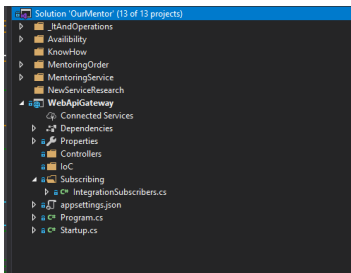 Solution 'OurMentor' (13 of 13 projects)
_ItAndOperations
Availibility
KnowHow
MentoringOrder
MentoringService
NewServiceResearch
WebApiGateway
Connected Services
Dependencies
Properties
Controllers
IoC
Subscribing
C# IntegrationSubscribers.cs
appsettings.json
C# Program.cs
C# Startup.cs